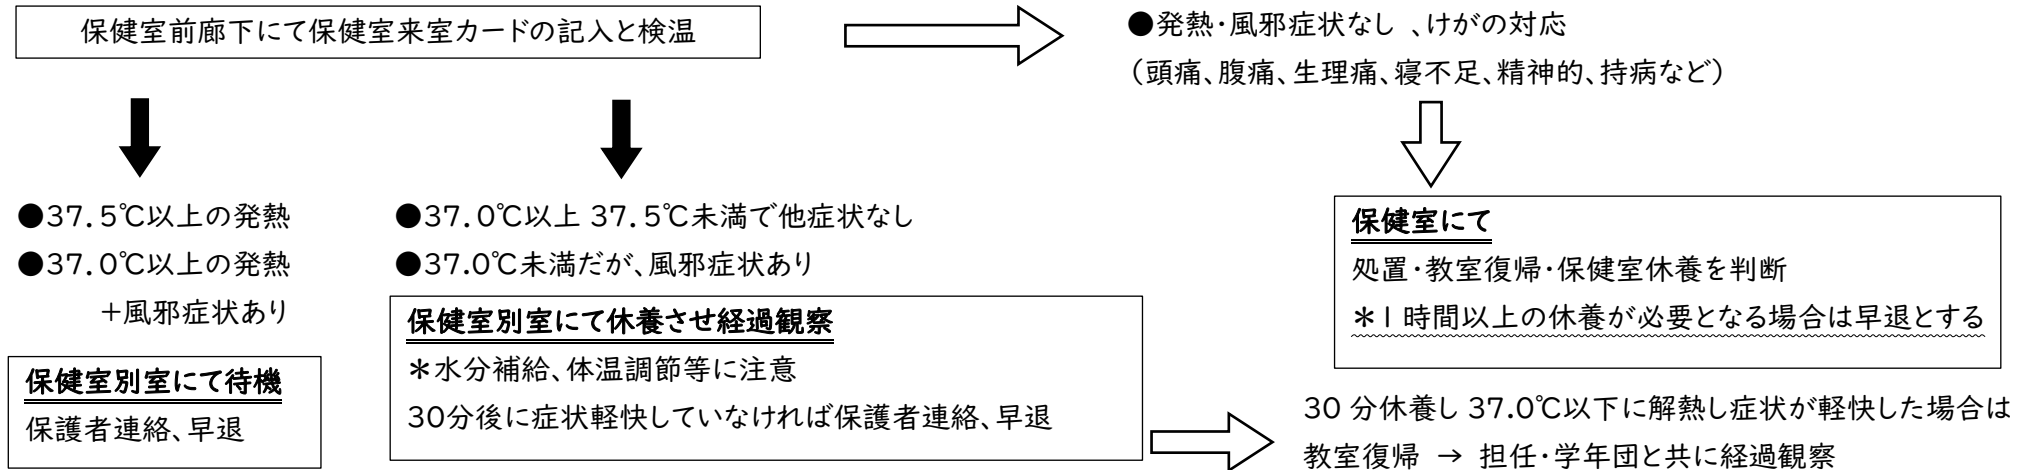 保健室前廊下にて保健室来室カードの記入と検温
●発熱・風邪症状なし 、けがの対応
（頭痛、腹痛、生理痛、寝不足、精神的、持病など）
●37.5℃以上の発熱
●37.0℃以上の発熱
＋風邪症状あり
保健室別室にて待機
保護者連絡、早退
●37.0℃以上 37.5℃未満で他症状なし
●37.0℃未満だが、風邪症状あり
保健室別室にて休養させ経過観察
＊水分補給、体温調節等に注意
30分後に症状軽快していなければ保護者連絡、早退
保健室にて
処置・教室復帰・保健室休養を判断
＊1時間以上の休養が必要となる場合は早退とする
30 分休養し 37.0℃以下に解熱し症状が軽快した場合は
教室復帰 → 担任・学年団と共に経過観察